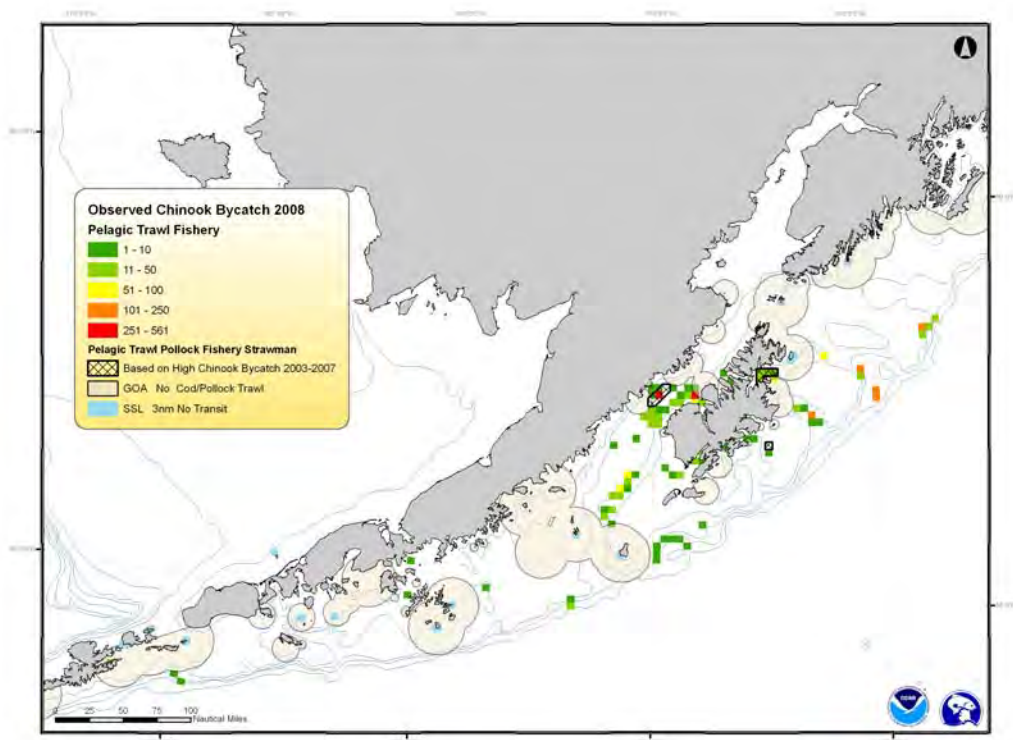 Observed Chinook Bycatch 2008
Pelagic Trawl Fishery
1 - 10
11 - 50
51 - 100
101 - 250
251 - 561
Pelagic Trawl Pollock Fishery Strawman
Based on High Chinook Bycatch 2003-2007
GOA No Cod/Pollock Trawl
SSL 3nm No Transit
0 25 50 75 100
Nautical Miles
NOAA